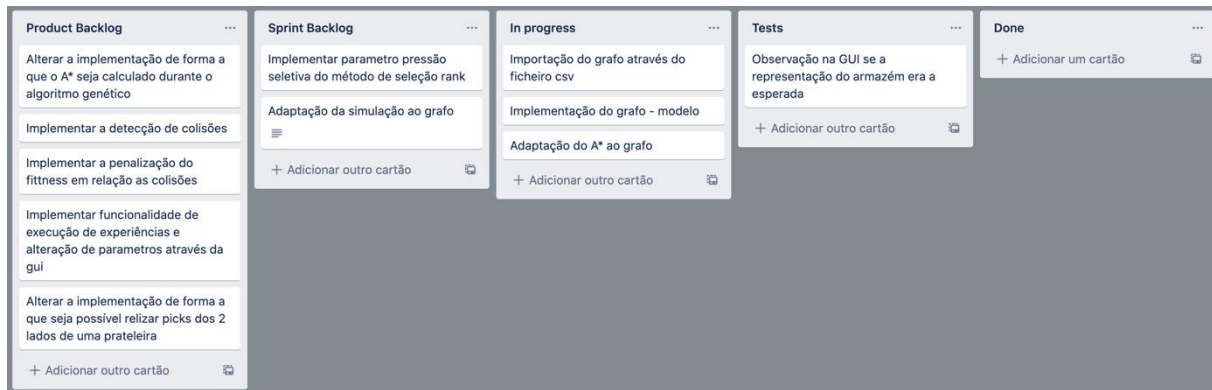 Product Backlog
Alterar a implementação de forma a
que o A* seja calculado durante o
algoritmo genético
Implementar a detecção de colisões
Implementar a penalização do
fittness em relação as colisões
Implementar funcionalidade de
execução de experiências e
alteração de parametros através da
gui
Alterar a implementação de forma a
que seja possível relizar picks dos 2
lados de uma prateleira
+ Adicionar outro cartão
Sprint Backlog
Implementar parametro pressão
seletiva do método de seleção rank
Adaptação da simulação ao grafo
+ Adicionar outro cartão
In progress
Importação do grafo através do
ficheiro csv
Implementação do grafo - modelo
Adaptação do A* ao grafo
+ Adicionar outro cartão
Tests
Observação na GUI se a
representação do armazém era a
esperada
+ Adicionar outro cartão
Done
+ Adicionar um cartão